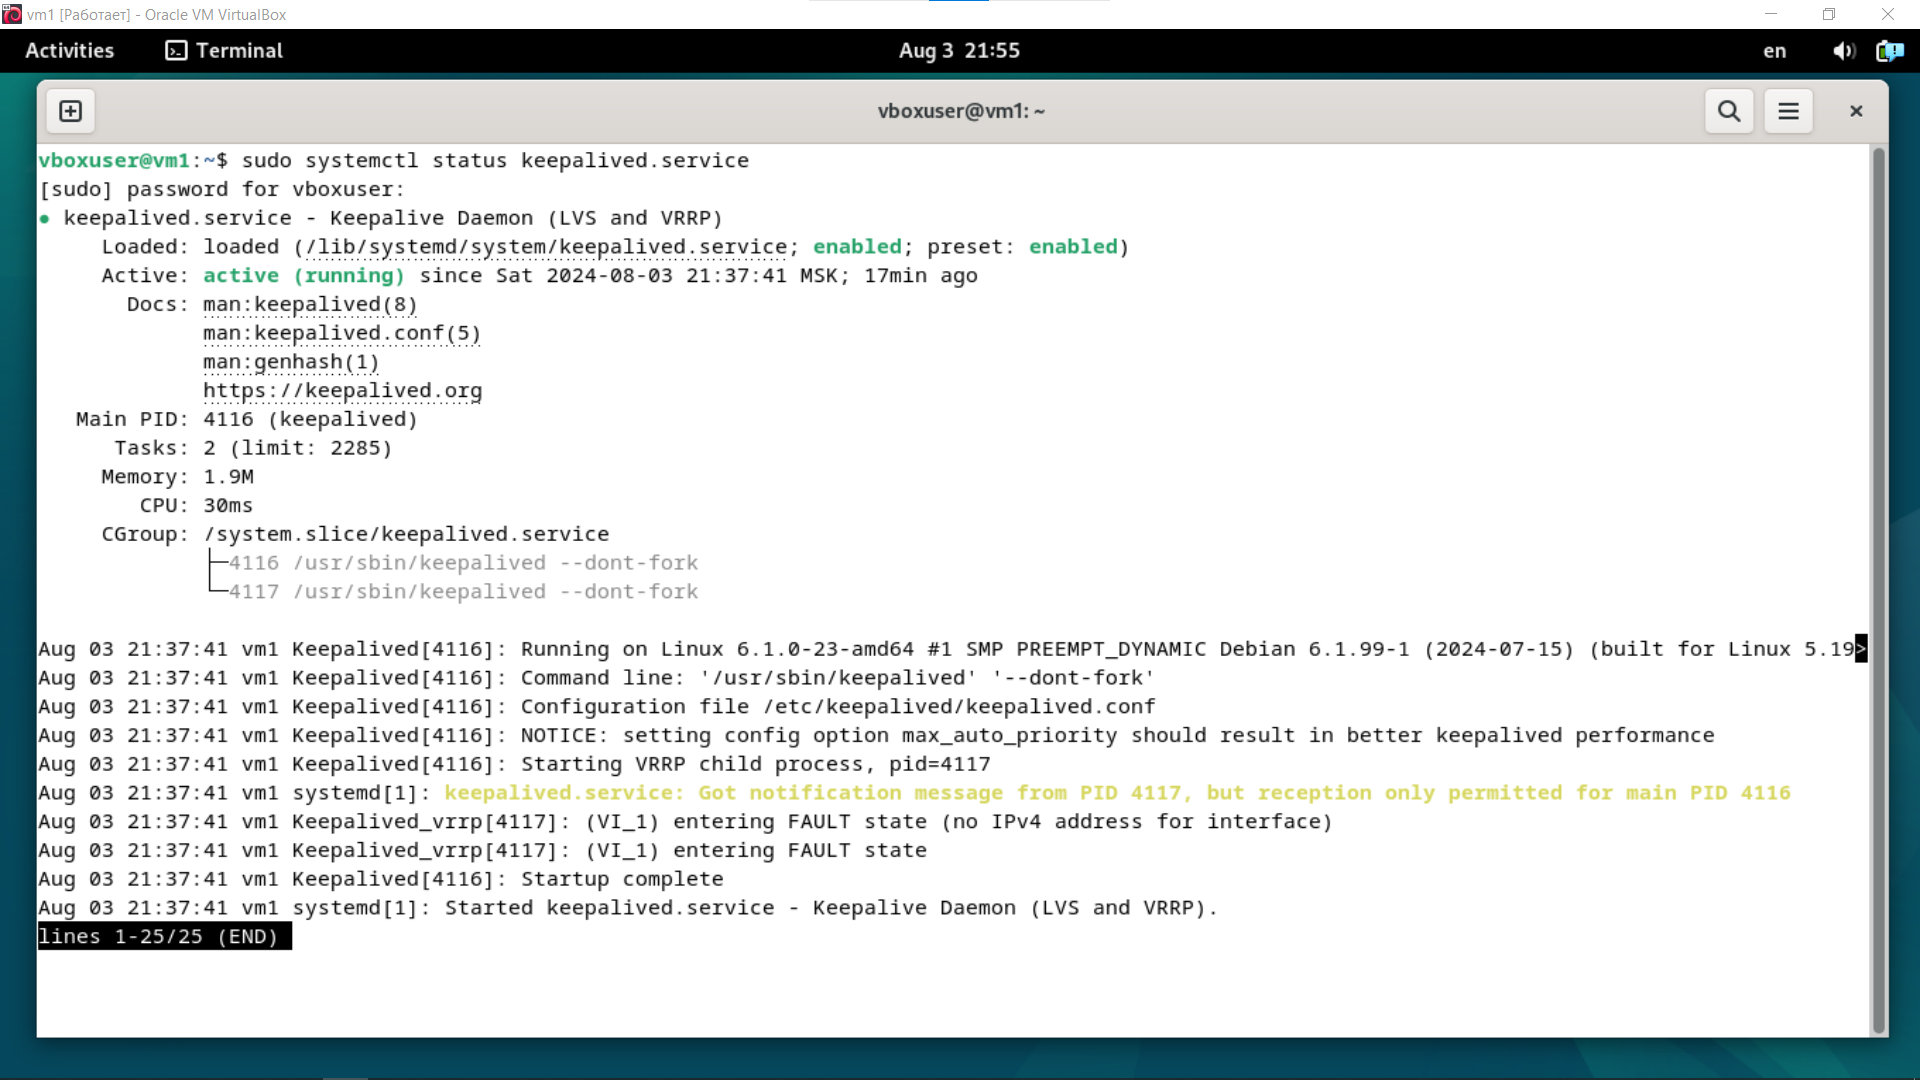 vm1 [Работает] - Oracle VM VirtualBox
Activities Terminal Aug 3 21:55 en
vboxuser@vm1: ~
vboxuser@vm1:~$ sudo systemctl status keepalived.service
[sudo] password for vboxuser:
● keepalived.service - Keepalive Daemon (LVS and VRRP)
Loaded: loaded (/lib/systemd/system/keepalived.service; enabled; preset: enabled)
Active: active (running) since Sat 2024-08-03 21:37:41 MSK; 17min ago
Docs: man:keepalived(8)
man:keepalived.conf(5)
man:genhash(1)
https://keepalived.org
Main PID: 4116 (keepalived)
Tasks: 2 (limit: 2285)
Memory: 1.9M
CPU: 30ms
CGroup: /system.slice/keepalived.service
├─4116 /usr/sbin/keepalived --dont-fork
└─4117 /usr/sbin/keepalived --dont-fork
Aug 03 21:37:41 vm1 Keepalived[4116]: Running on Linux 6.1.0-23-amd64 #1 SMP PREEMPT_DYNAMIC Debian 6.1.99-1 (2024-07-15) (built for Linux 5.19>
Aug 03 21:37:41 vm1 Keepalived[4116]: Command line: '/usr/sbin/keepalived' '--dont-fork'
Aug 03 21:37:41 vm1 Keepalived[4116]: Configuration file /etc/keepalived/keepalived.conf
Aug 03 21:37:41 vm1 Keepalived[4116]: NOTICE: setting config option max_auto_priority should result in better keepalived performance
Aug 03 21:37:41 vm1 Keepalived[4116]: Starting VRRP child process, pid=4117
Aug 03 21:37:41 vm1 systemd[1]: keepalived.service: Got notification message from PID 4117, but reception only permitted for main PID 4116
Aug 03 21:37:41 vm1 Keepalived_vrrp[4117]: (VI_1) entering FAULT state (no IPv4 address for interface)
Aug 03 21:37:41 vm1 Keepalived_vrrp[4117]: (VI_1) entering FAULT state
Aug 03 21:37:41 vm1 Keepalived[4116]: Startup complete
Aug 03 21:37:41 vm1 systemd[1]: Started keepalived.service - Keepalive Daemon (LVS and VRRP).
lines 1-25/25 (END)